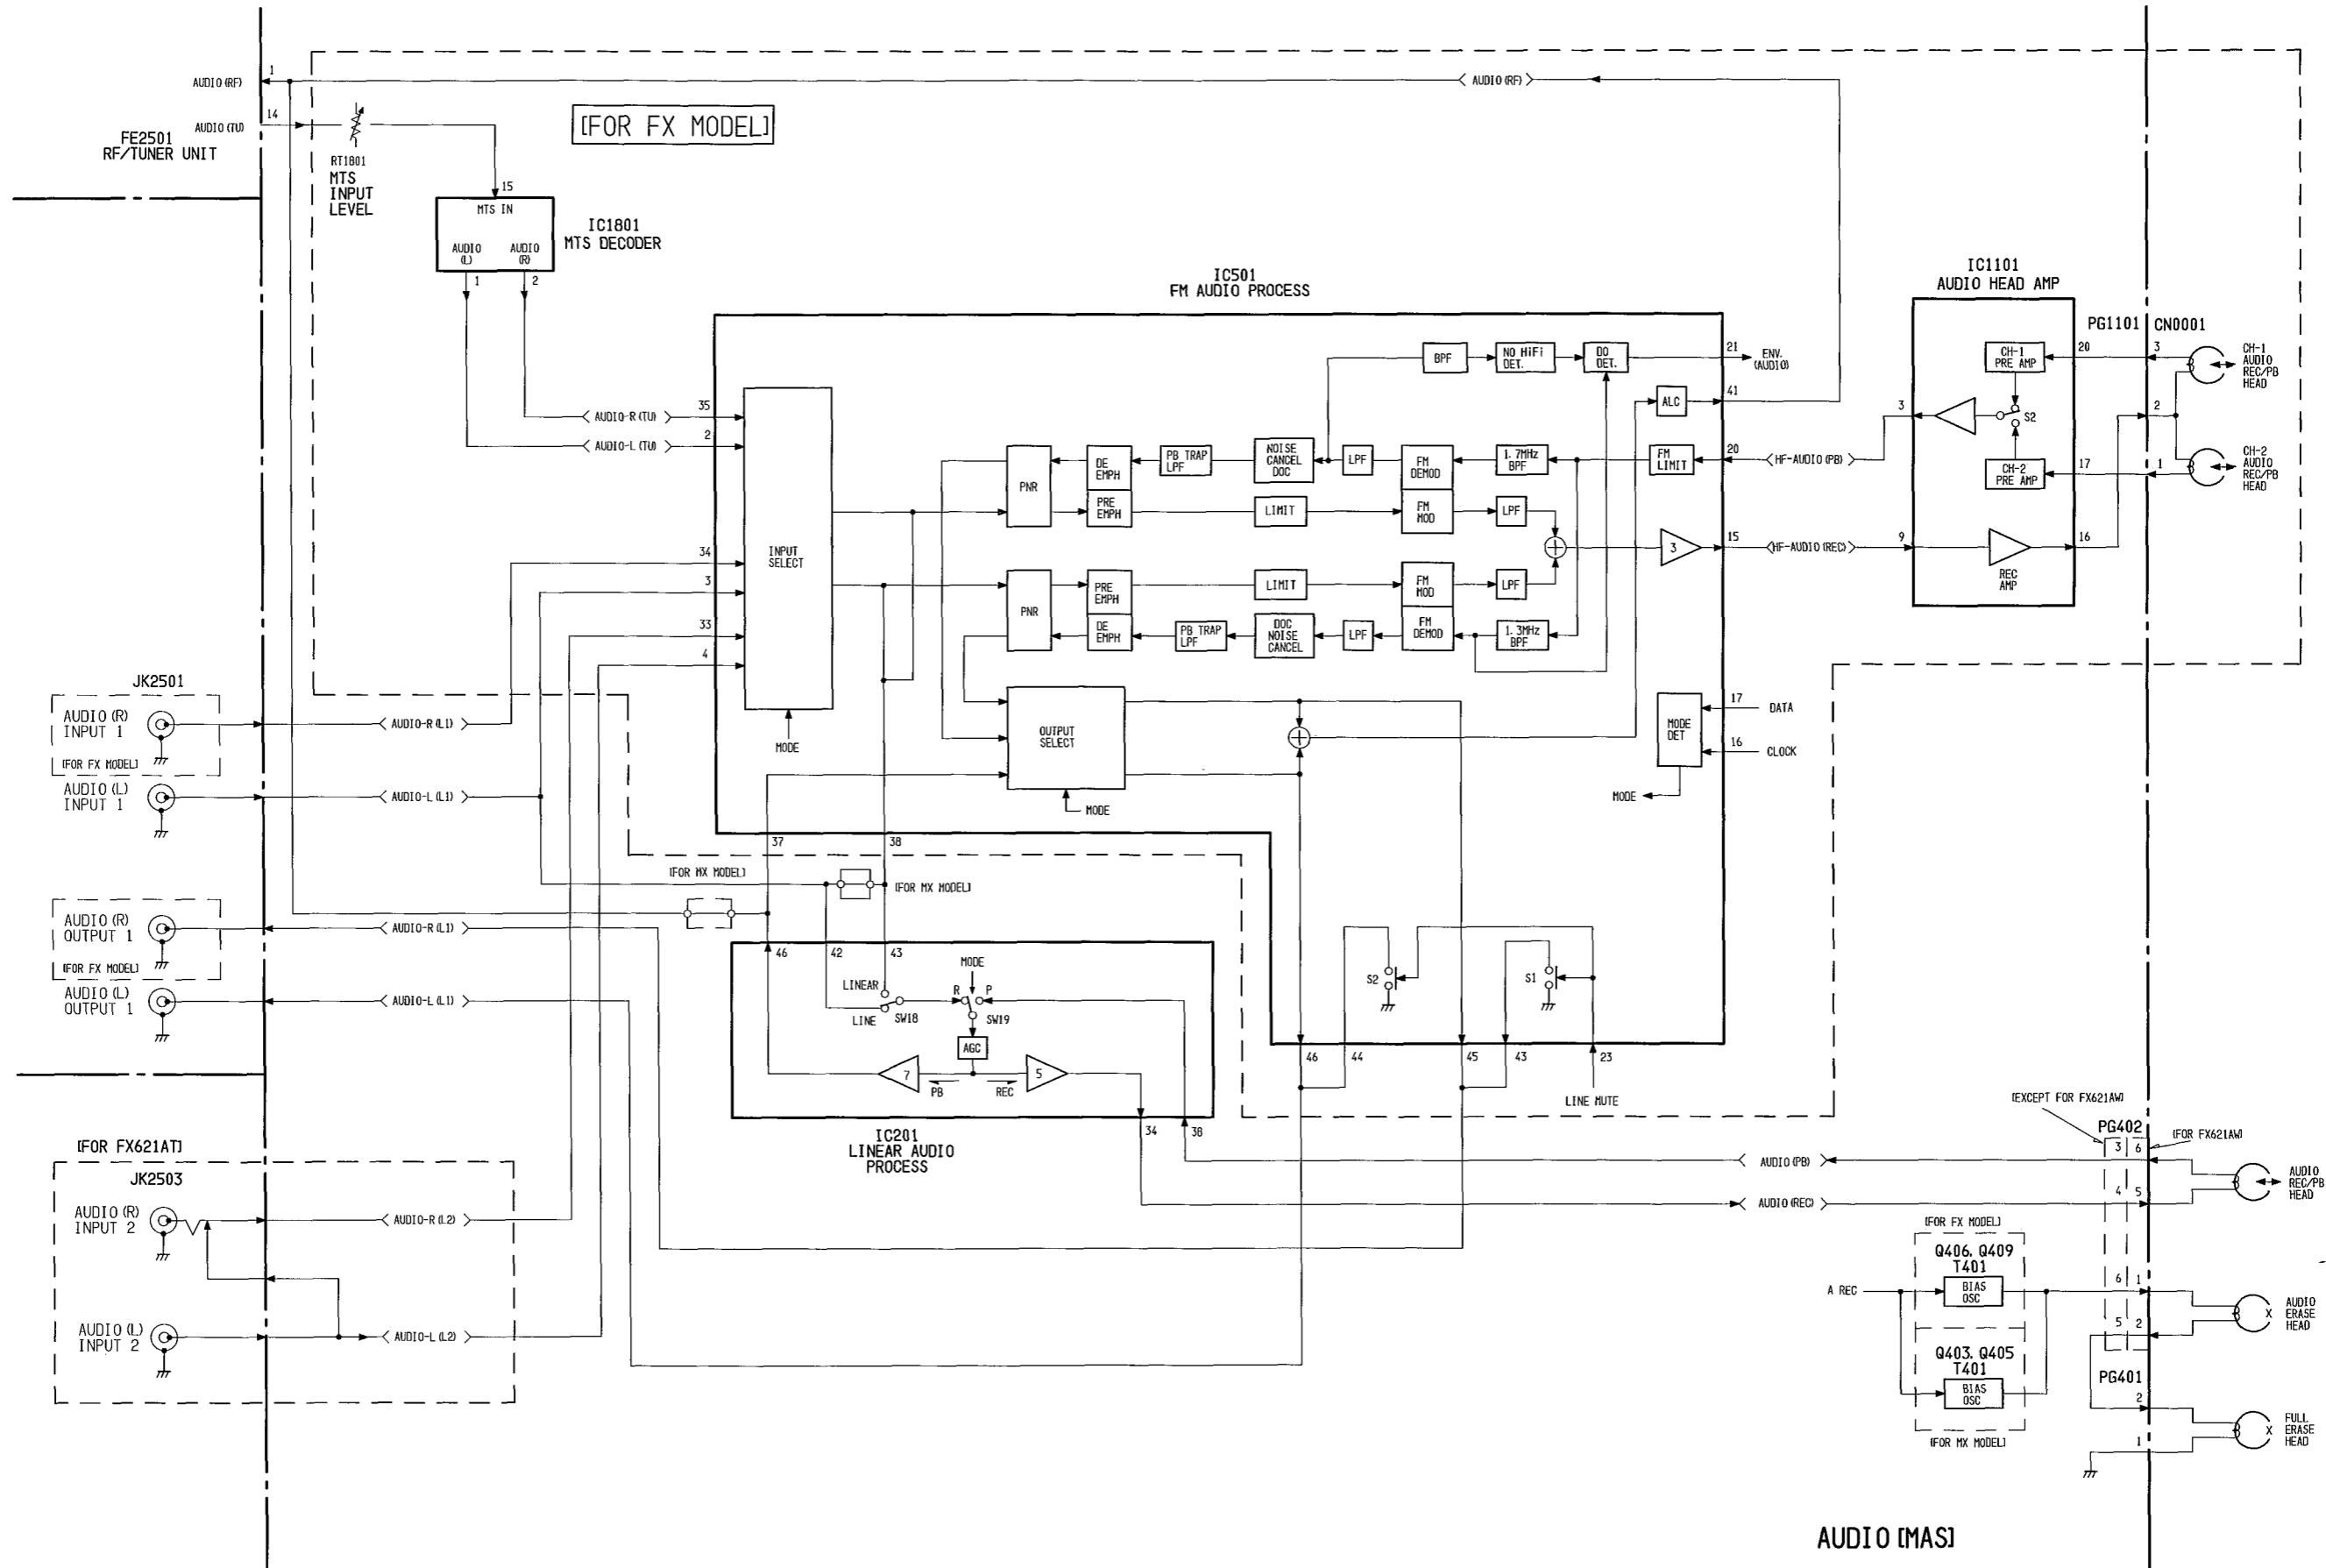 AUDIO (RF)
1
AUDIO (RF)
[FOR FX MODEL]
AUDIO (TU)
14
FE2501
RF/TUNER UNIT
RT1801
MTS
INPUT
LEVEL
15
MTS IN
AUDIO
(L)
AUDIO
(R)
1
2
IC1801
MTS DECODER
IC501
FM AUDIO PROCESS
IC1101
AUDIO HEAD AMP
PG1101
CN0001
BPF
NO HiFi
DET.
DO
DET.
21
ENV.
(AUDIO)
ALC
41
CH-1
PRE AMP
20
3
CH-1
AUDIO
REC/PB
HEAD
3
S2
2
AUDIO-R (TU)
35
AUDIO-L (TU)
2
PNR
DE
EMPH
PB TRAP
LPF
NOISE
CANCEL
DOC
LPF
FM
DEMOD
1.7MHz
BPF
FM
LIMIT
20
HF-AUDIO (PB)
CH-2
PRE AMP
17
1
CH-2
AUDIO
REC/PB
HEAD
PRE
EMPH
LIMIT
FM
MOD
LPF
INPUT
SELECT
34
3
33
4
3
15
HF-AUDIO (REC)
9
REC
AMP
16
PNR
PRE
EMPH
LIMIT
FM
MOD
LPF
DE
EMPH
PB TRAP
LPF
DOC
NOISE
CANCEL
LPF
FM
DEMOD
1.3MHz
BPF
JK2501
AUDIO (R)
INPUT 1
[FOR FX MODEL]
AUDIO-R (L1)
AUDIO (L)
INPUT 1
AUDIO-L (L1)
MODE
OUTPUT
SELECT
MODE
MODE
DET
17
DATA
16
CLOCK
MODE
37
38
[FOR MX MODEL]
[FOR MX MODEL]
AUDIO (R)
OUTPUT 1
[FOR FX MODEL]
AUDIO-R (L1)
AUDIO (L)
OUTPUT 1
AUDIO-L (L1)
46
42
43
LINEAR
LINE
SW18
MODE
R
P
SW19
AGC
7
5
PB
REC
34
38
IC201
LINEAR AUDIO
PROCESS
S2
S1
46
44
45
43
23
LINE MUTE
[EXCEPT FOR FX621AW]
PG402
[FOR FX621AW]
3
6
AUDIO (PB)
4
5
AUDIO (REC)
AUDIO
REC/PB
HEAD
[FOR FX621AT]
JK2503
AUDIO (R)
INPUT 2
AUDIO-R (L2)
AUDIO (L)
INPUT 2
AUDIO-L (L2)
[FOR FX MODEL]
Q406, Q409
T401
A REC
BIAS
OSC
6
1
AUDIO
ERASE
HEAD
5
2
Q403, Q405
T401
BIAS
OSC
[FOR MX MODEL]
PG401
2
1
FULL
ERASE
HEAD
AUDIO [MAS]